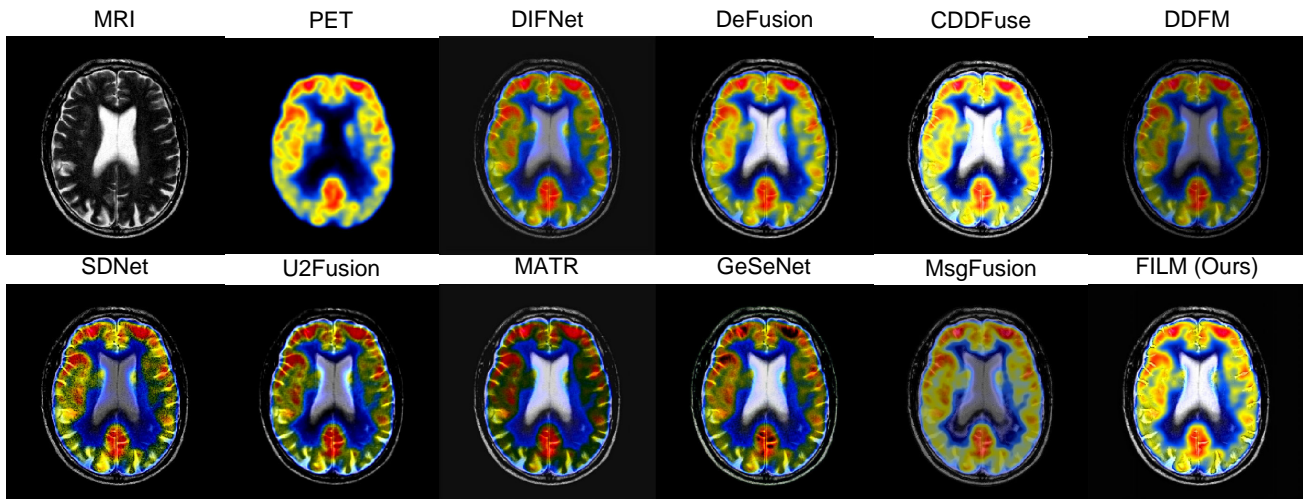 MRI
PET
DIFNet
DeFusion
CDDFuse
DDFM
SDNet
U2Fusion
MATR
GeSeNet
MsgFusion
FILM (Ours)